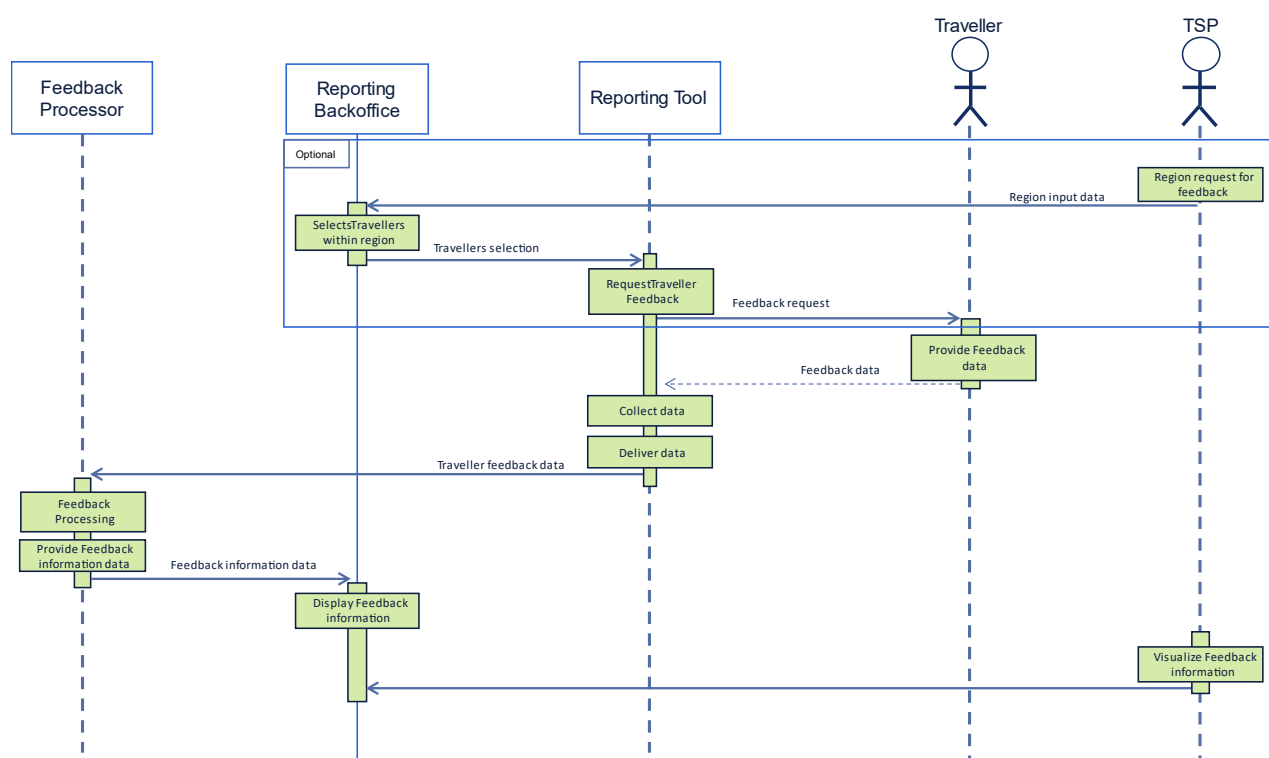 Traveller
TSP
Feedback
Processor
Reporting
Backoffice
Reporting Tool
Optional
Region request for
feedback
Region input data
SelectsTravellers
within region
Travellers selection
RequestTraveller
Feedback
Feedback request
Provide Feedback
data
Feedback data
Collect data
Deliver data
Traveller feedback data
Feedback
Processing
Provide Feedback
information data
Feedback information data
Display Feedback
information
Visualize Feedback
information